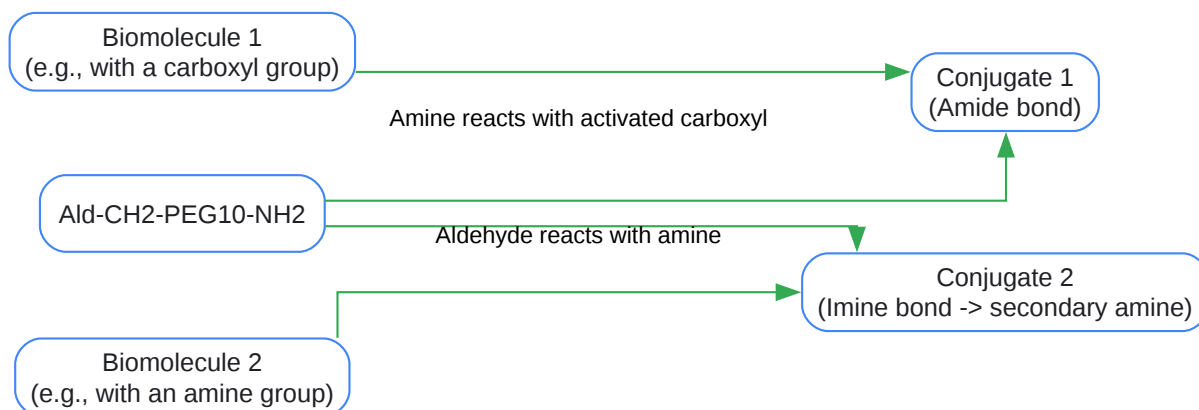 Biomolecule 1
(e.g., with a carboxyl group)
Conjugate 1
(Amide bond)
Amine reacts with activated carboxyl
Ald-CH2-PEG10-NH2
Aldehyde reacts with amine
Conjugate 2
(Imine bond -> secondary amine)
Biomolecule 2
(e.g., with an amine group)